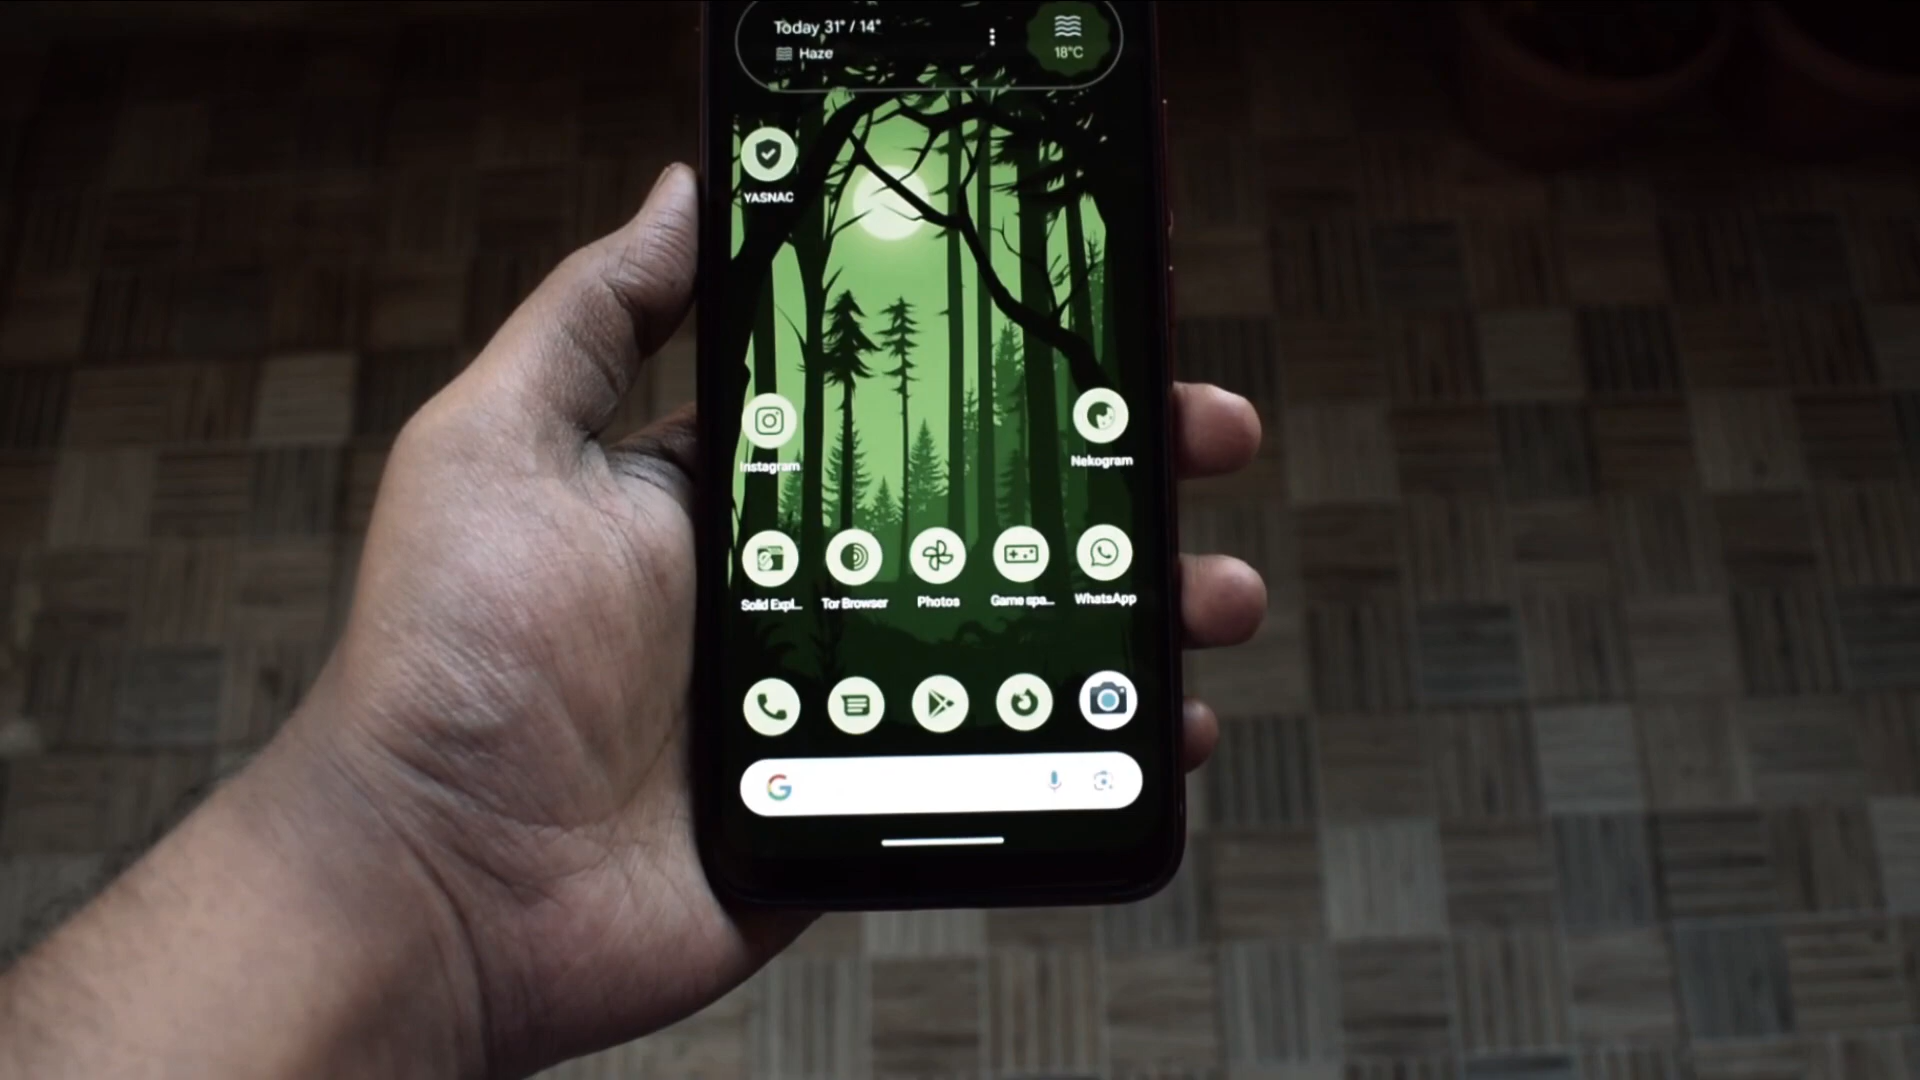 Today 31° / 14°
Haze
18°C
YASNAC
Instagram
Nekogram
Solid Expl...
Tor Browser
Photos
Game spa...
WhatsApp
G